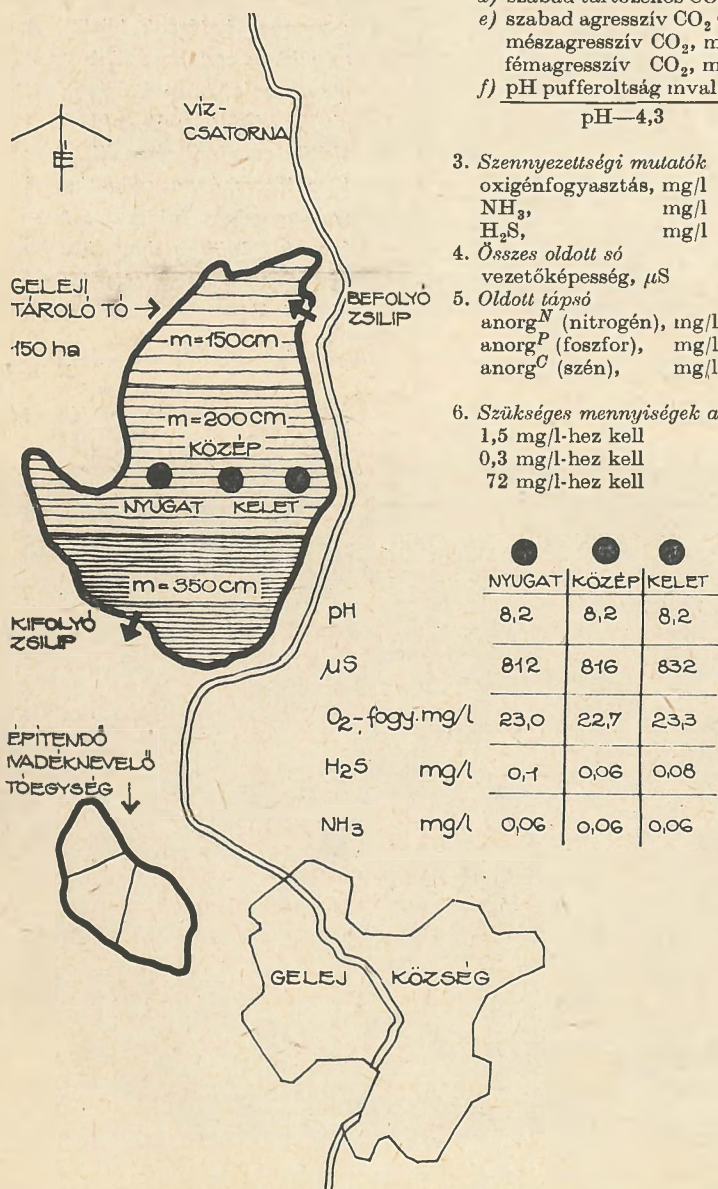 d) szabad tartozékos
e) szabad agresszív CO₂
mészagresszív CO₂,
fémagresszív CO₂,
f) pH pufferoltság mval
pH—4,3
3. Szennyezettségi mutatók
oxigénfogyasztás, mg/l
NH₃, mg/l
H₂S, mg/l
4. Összes oldott só
vezetőképesség, μS
5. Oldott tápsó
anorgᴺ (nitrogén), mg/l
anorgᴾ (foszfor), mg/l
anorgᶜ (szén), mg/l
6. Szükséges mennyiségek a
1,5 mg/l-hez kell
0,3 mg/l-hez kell
72 mg/l-hez kell
VÍZ-
CSATORNA
É
GELEJI
TÁROLÓ TÓ
150 ha
BEFOLYÓ
ZSILIP
m=150cm
m=200cm
KÖZÉP
NYUGAT KELET
m=350cm
KIFOLYÓ
ZSILIP
ÉPÍTENDŐ
IVADÉKNEVELŐ
TÓEGYSÉG
NYUGAT KÖZÉP KELET
pH 8,2 8,2 8,2
μS 812 816 832
O₂-fogy. mg/l 23,0 22,7 23,3
H₂S mg/l 0,1 0,06 0,08
NH₃ mg/l 0,06 0,06 0,06
GELEJ KÖZSÉG